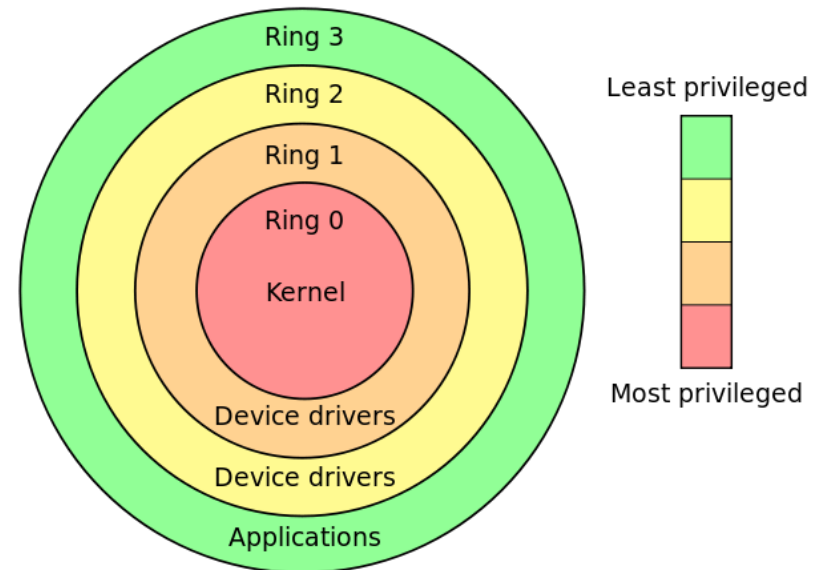 Ring 3
Ring 2
Ring 1
Ring 0
Kernel
Device drivers
Device drivers
Applications
Least privileged
Most privileged